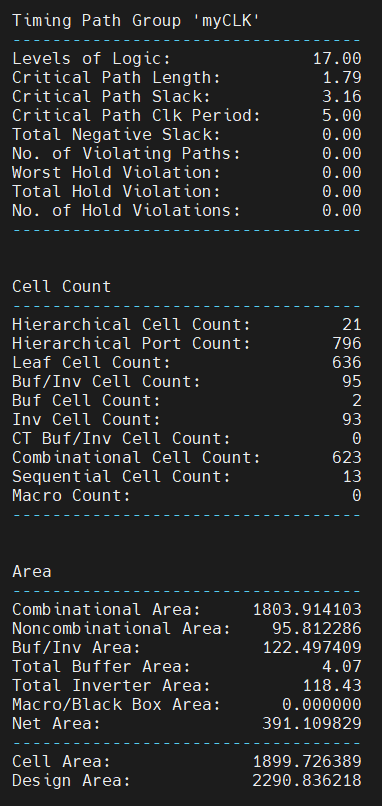 Timing Path Group 'myCLK'
-----------------------------------
Levels of Logic: 17.00
Critical Path Length: 1.79
Critical Path Slack: 3.16
Critical Path Clk Period: 5.00
Total Negative Slack: 0.00
No. of Violating Paths: 0.00
Worst Hold Violation: 0.00
Total Hold Violation: 0.00
No. of Hold Violations: 0.00
-----------------------------------
Cell Count
-----------------------------------
Hierarchical Cell Count: 21
Hierarchical Port Count: 796
Leaf Cell Count: 636
Buf/Inv Cell Count: 95
Buf Cell Count: 2
Inv Cell Count: 93
CT Buf/Inv Cell Count: 0
Combinational Cell Count: 623
Sequential Cell Count: 13
Macro Count: 0
-----------------------------------
Area
-----------------------------------
Combinational Area: 1803.914103
Noncombinational Area: 95.812286
Buf/Inv Area: 122.497409
Total Buffer Area: 4.07
Total Inverter Area: 118.43
Macro/Black Box Area: 0.000000
Net Area: 391.109829
-----------------------------------
Cell Area: 1899.726389
Design Area: 2290.836218